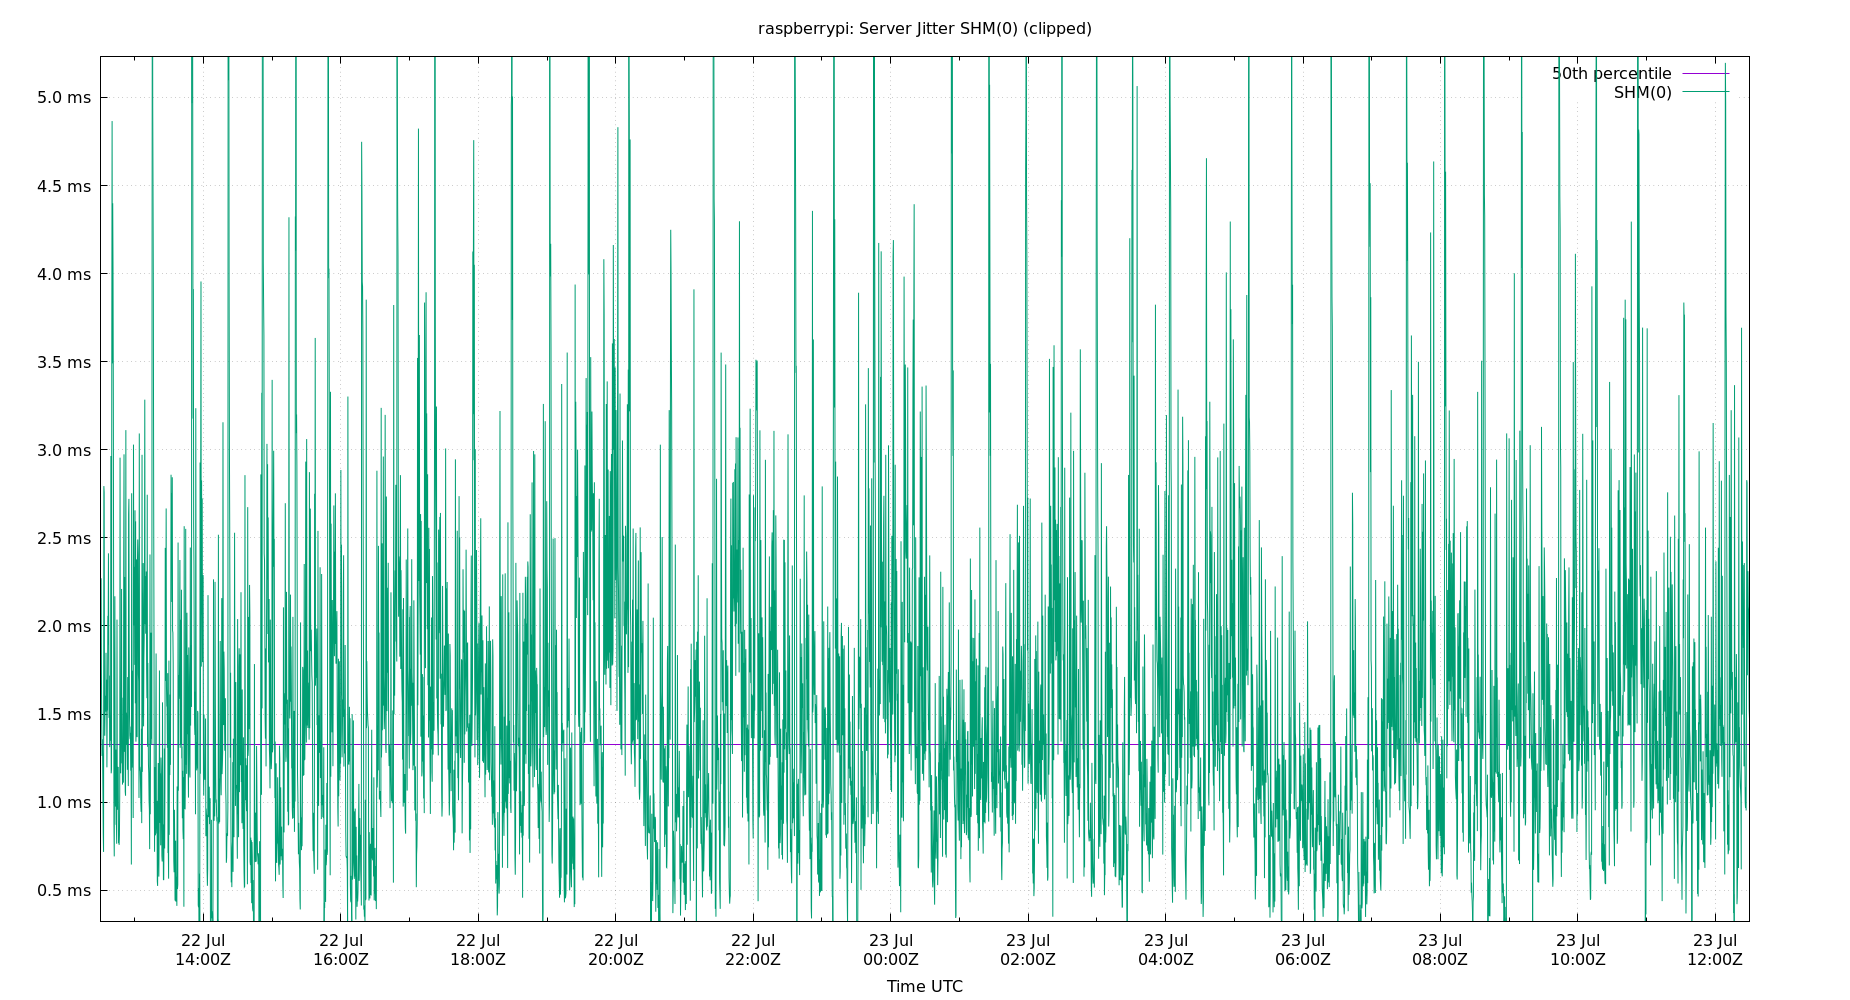 raspberrypi: Server Jitter SHM(0) (clipped)
50th percentile
SHM(0)
5.0 ms
4.5 ms
4.0 ms
3.5 ms
3.0 ms
2.5 ms
2.0 ms
1.5 ms
1.0 ms
0.5 ms
22 Jul 22 Jul 22 Jul 22 Jul 22 Jul 23 Jul 23 Jul 23 Jul 23 Jul 23 Jul 23 Jul 23 Jul
14:00Z 16:00Z 18:00Z 20:00Z 22:00Z 00:00Z 02:00Z 04:00Z 06:00Z 08:00Z 10:00Z 12:00Z
Time UTC